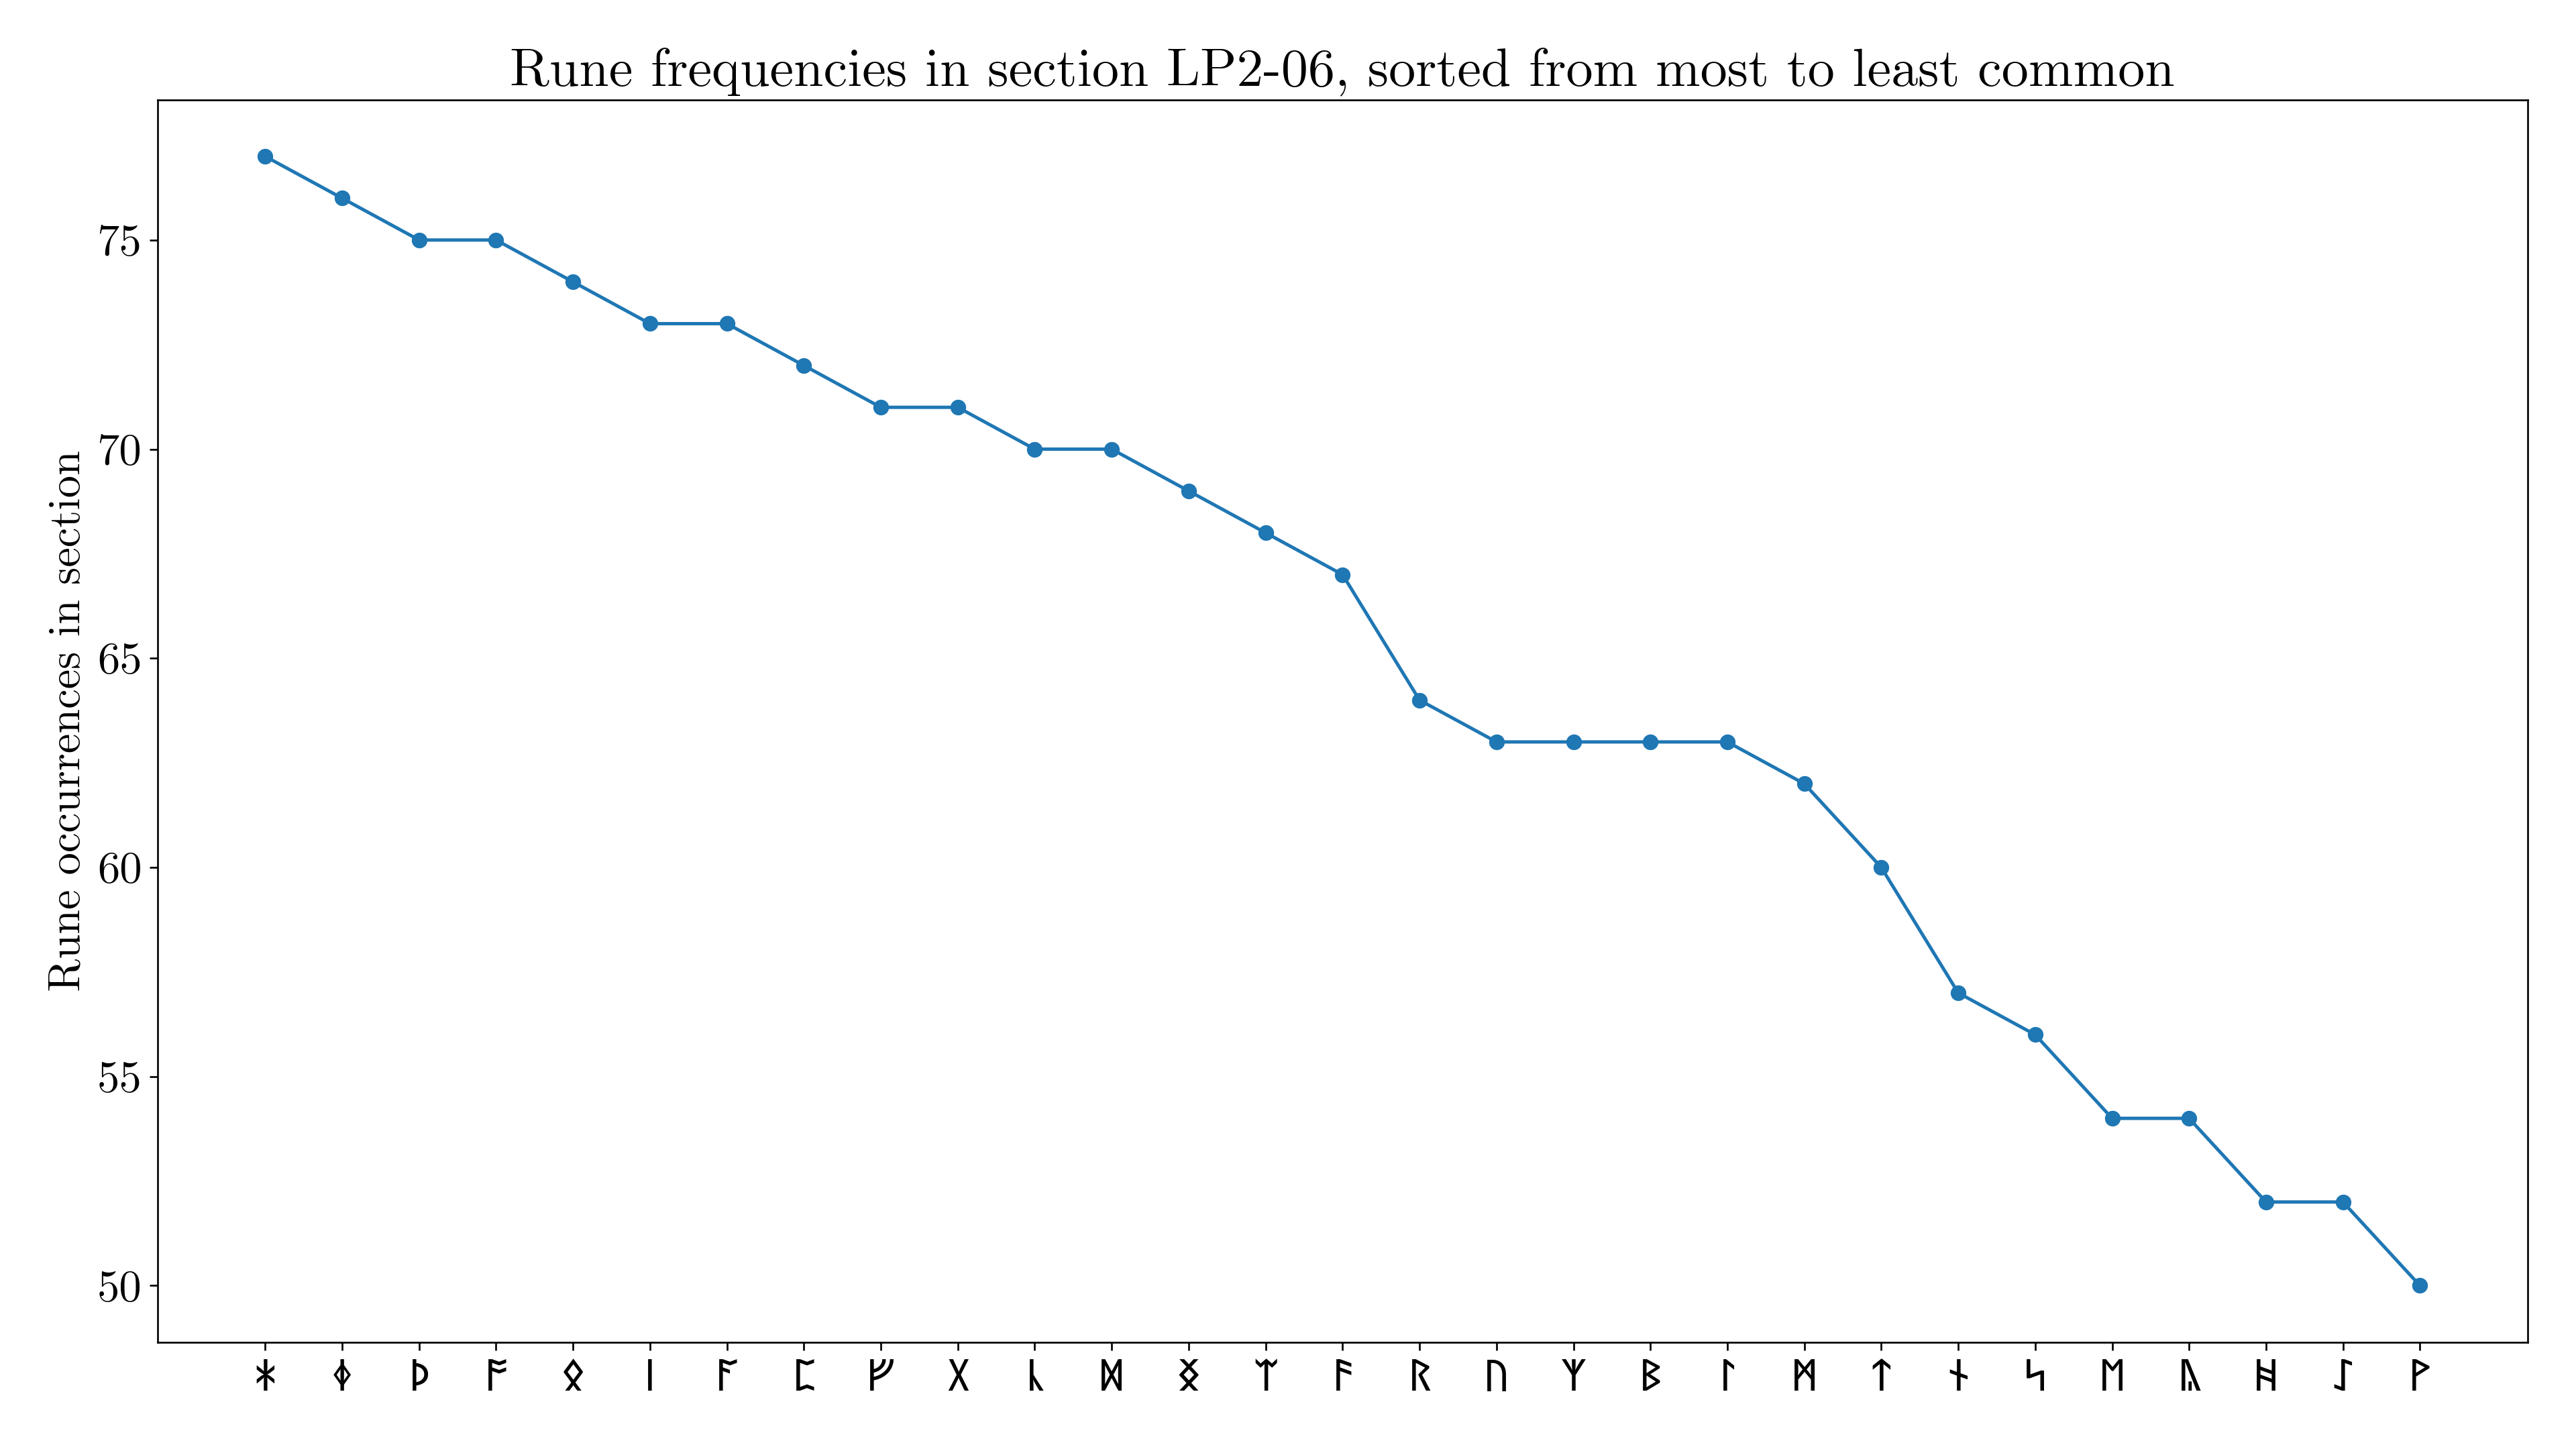 Rune frequencies in section LP2-06, sorted from most to least common
Rune occurrences in section
75
70
65
60
55
50
ᛡ ᛄ ᚦ ᚩ ᛟ ᛁ ᚪ ᛈ ᚠ ᚷ ᚳ ᛞ ᛝ ᛠ ᚫ ᚱ ᚢ ᛉ ᛒ ᛚ ᛗ ᛏ ᚾ ᛋ ᛖ ᚣ ᚻ ᛇ ᚹ